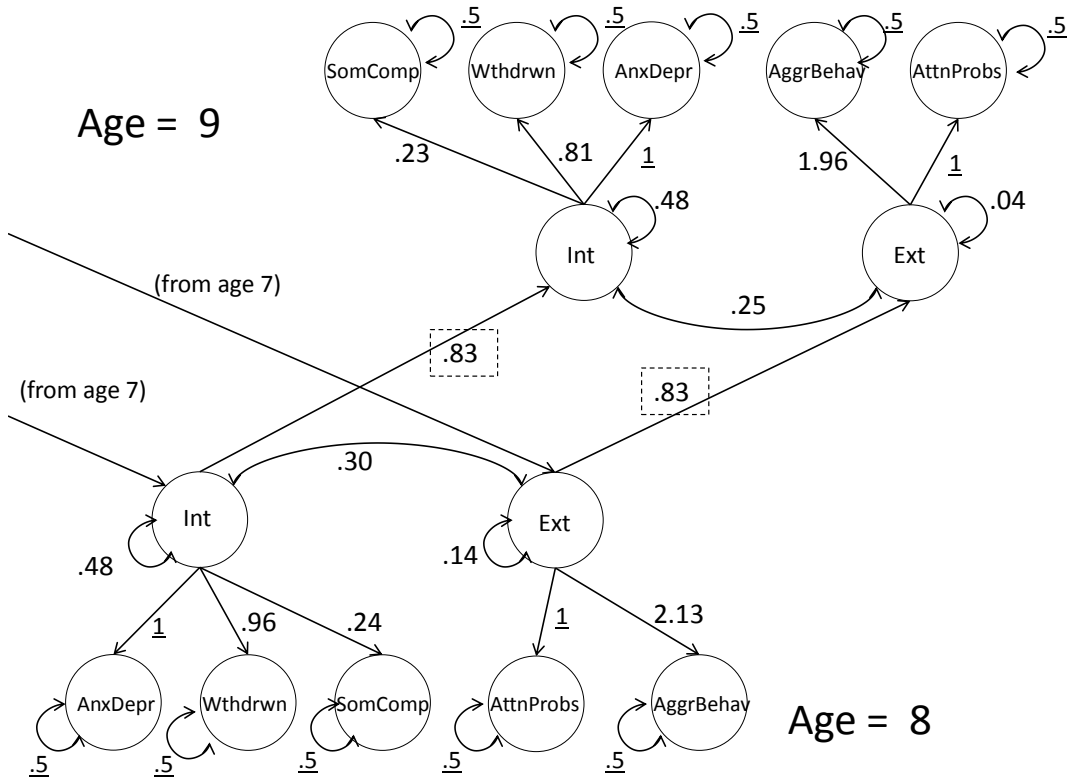 .5 .5 .5 .5 .5
SomComp Wthdrwn AnxDepr AggrBehav AttnProbs
Age = 9
.23 .81 1 1.96 1
.48 .04
Int Ext
(from age 7)
.25
.83
.83
(from age 7)
.30
Int Ext
.48 .14
1 .96 .24 1 2.13
AnxDepr Wthdrwn SomComp AttnProbs AggrBehav
Age = 8
.5 .5 .5 .5 .5